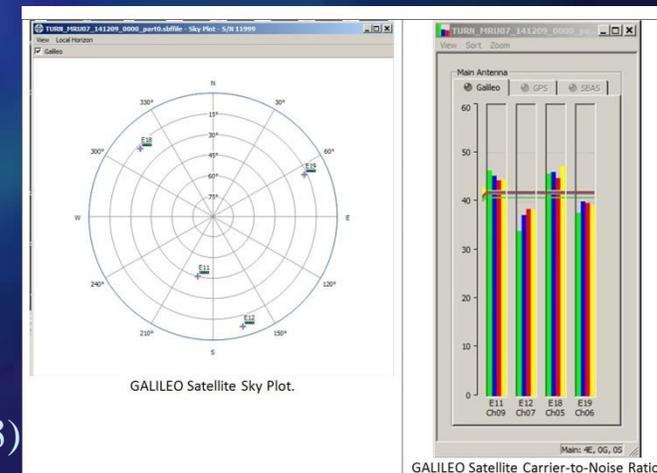 TURN_MRU07_141209_0000_part0.sbffile - Sky Plot - S/N 11999
View Local Horizon
Galileo
N
330° 30°
15°
30°
300° E18 45° 60°
60° E19
75°
W E
E11
240° 120°
E12
210° 150°
S
GALILEO Satellite Sky Plot.
3)
TURN_MRU07_141209_0000_pa...
View Sort Zoom
Main Antenna
Galileo GPS SBAS
60
50
40
30
20
10
0
E11 E12 E18 E19
Ch09 Ch07 Ch05 Ch06
Main: 4E, 0G, 0S
GALILEO Satellite Carrier-to-Noise Ratio